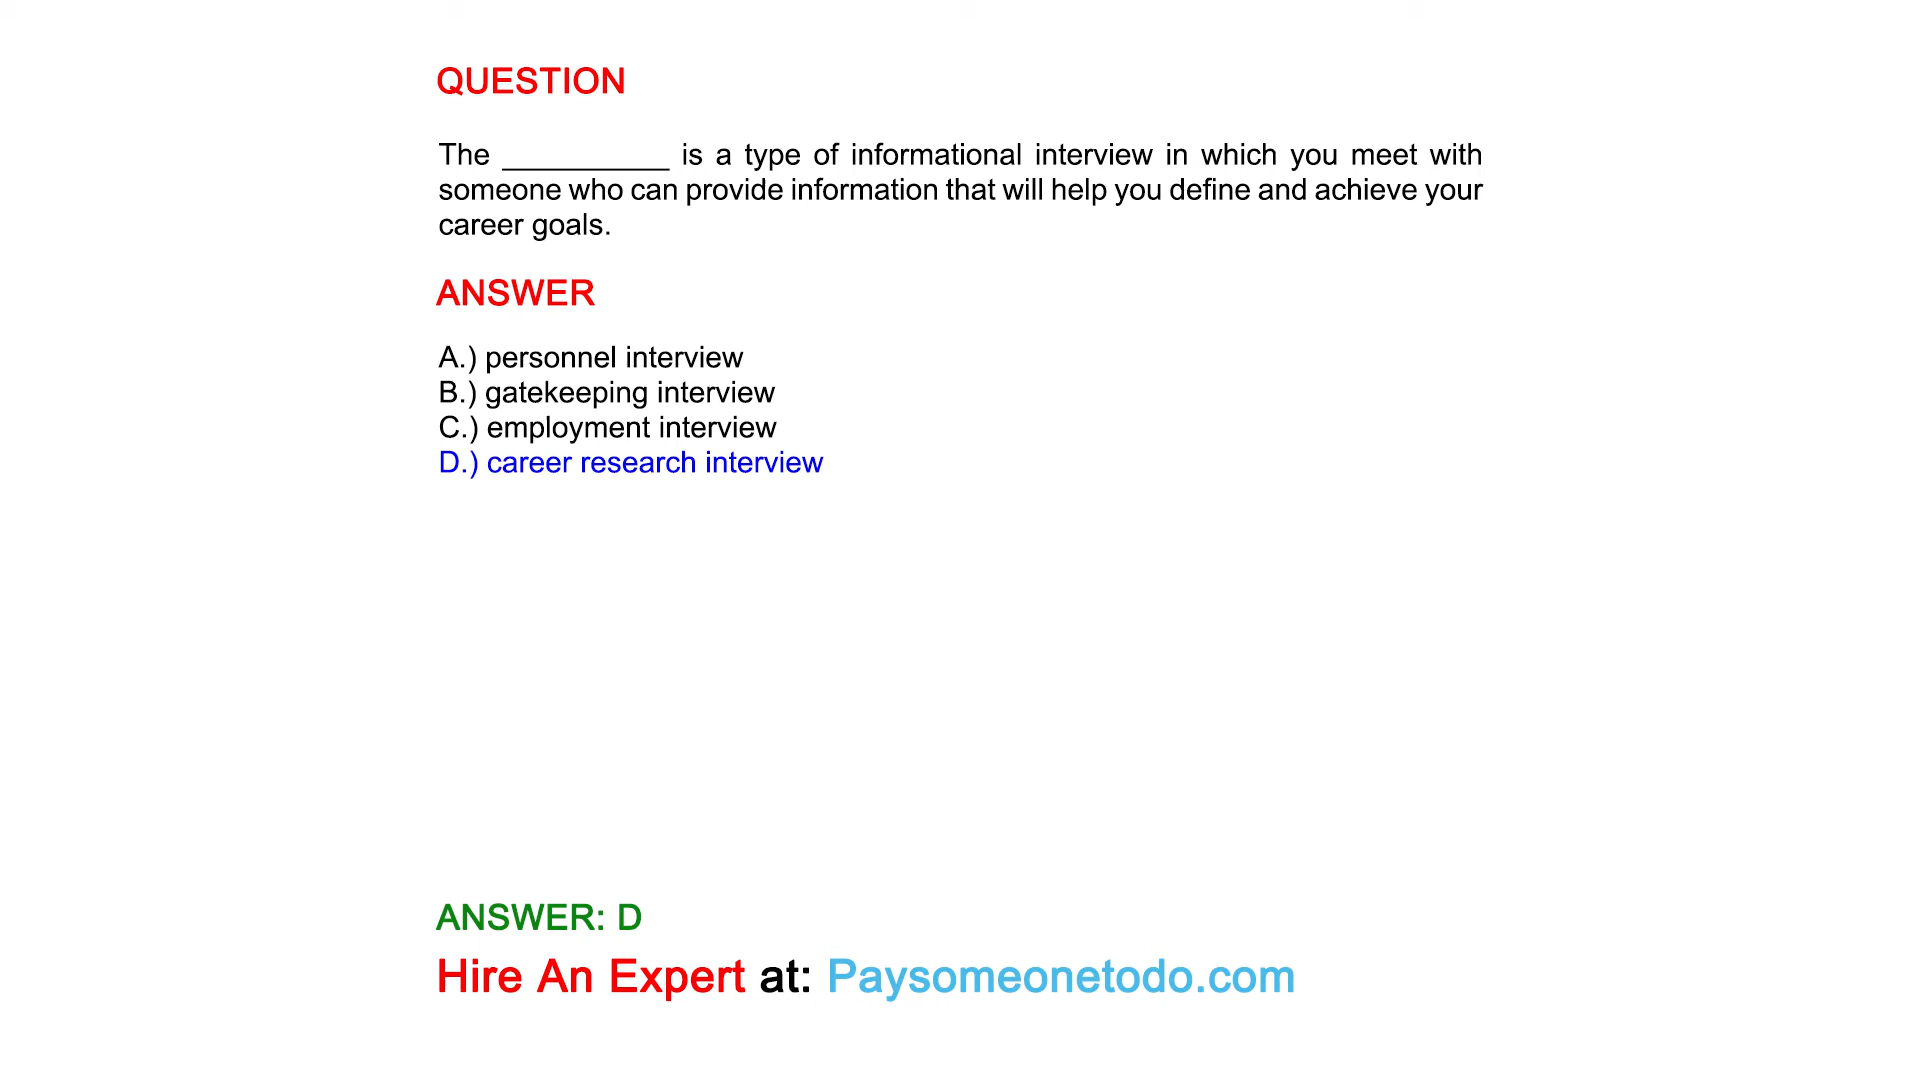 QUESTION
The __________ is a type of informational interview in which you meet with
someone who can provide information that will help you define and achieve your
career goals.
ANSWER
A.) personnel interview
B.) gatekeeping interview
C.) employment interview
D.) career research interview
ANSWER: D
Hire An Expert at: Paysomeonetodo.com